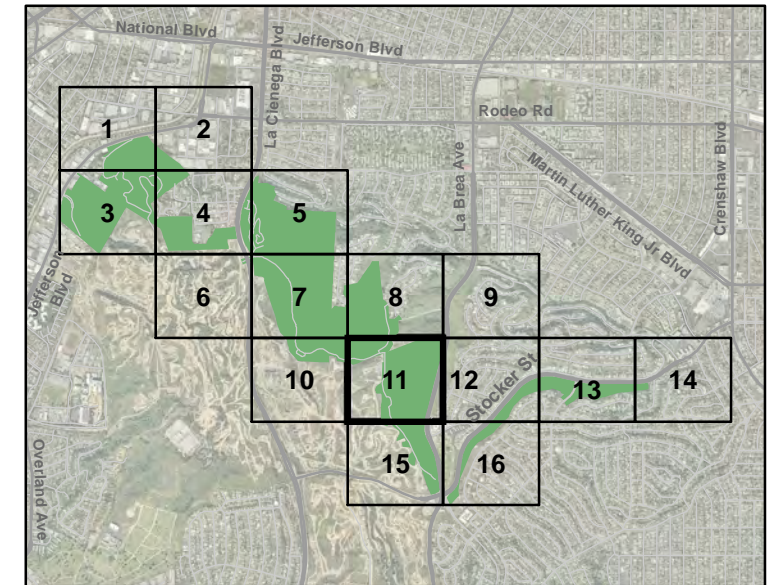 National Blvd
Jefferson Blvd
La Cienega Blvd
Rodeo Rd
La Brea Ave
Martin Luther King Jr Blvd
Crenshaw Blvd
1
2
3
4
5
Jefferson
Blvd
6
7
8
9
10
11
12
Stocker St
13
14
15
16
Overland Ave